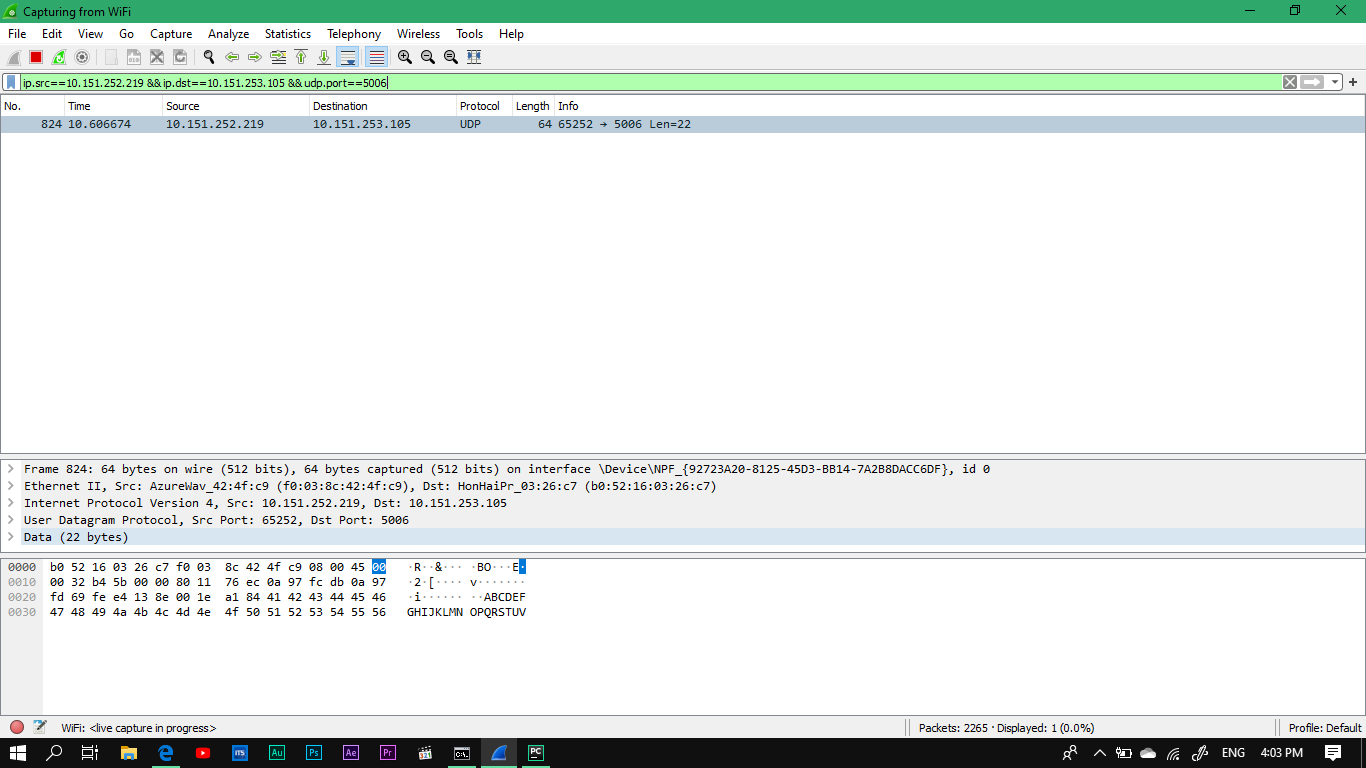 Capturing from WiFi
File Edit View Go Capture Analyze Statistics Telephony Wireless Tools Help
ip.src==10.151.252.219 && ip.dst==10.151.253.105 && udp.port==5006
No. Time Source Destination Protocol Length Info
824 10.606674 10.151.252.219 10.151.253.105 UDP 64 65252 → 5006 Len=22
Frame 824: 64 bytes on wire (512 bits), 64 bytes captured (512 bits) on interface \Device\NPF_{92723A20-8125-45D3-BB14-7A2B8DACC6DF}, id 0
Ethernet II, Src: AzureWav_42:4f:c9 (f0:03:8c:42:4f:c9), Dst: HonHaiPr_03:26:c7 (b0:52:16:03:26:c7)
Internet Protocol Version 4, Src: 10.151.252.219, Dst: 10.151.253.105
User Datagram Protocol, Src Port: 65252, Dst Port: 5006
Data (22 bytes)
0000 b0 52 16 03 26 c7 f0 03 8c 42 4f c9 08 00 45 00 ·R··&··· ·BO···E·
0010 00 32 b4 5b 00 00 80 11 76 ec 0a 97 fc db 0a 97 ·2·[···· v·······
0020 fd 69 fe e4 13 8e 00 1e a1 84 41 42 43 44 45 46 ·i······ ··ABCDEF
0030 47 48 49 4a 4b 4c 4d 4e 4f 50 51 52 53 54 55 56 GHIJKLMN OPQRSTUV
WiFi: <live capture in progress> Packets: 2265 · Displayed: 1 (0.0%) Profile: Default
ITS Au Ps Ae Pr C:\. PC ENG 4:03 PM